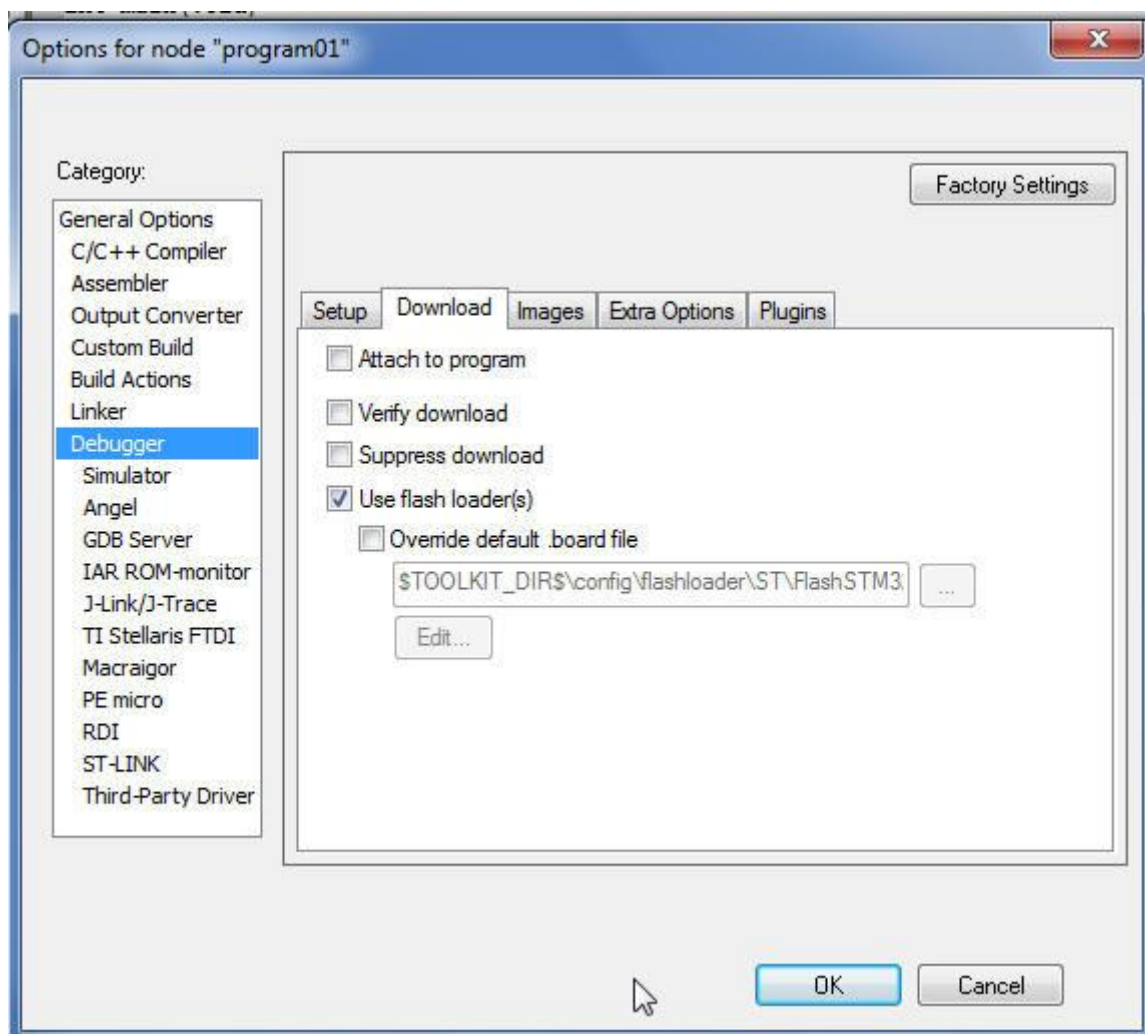 Options for node "program01"
Category:
General Options
C/C++ Compiler
Assembler
Output Converter
Custom Build
Build Actions
Linker
Debugger
Simulator
Angel
GDB Server
IAR ROM-monitor
J-Link/J-Trace
TI Stellaris FTDI
Macraigor
PE micro
RDI
ST-LINK
Third-Party Driver
Factory Settings
Setup Download Images Extra Options Plugins
Attach to program
Verify download
Suppress download
Use flash loader(s)
Override default .board file
$TOOLKIT_DIR$\config\flashloader\ST\FlashSTM3 ...
Edit...
OK Cancel